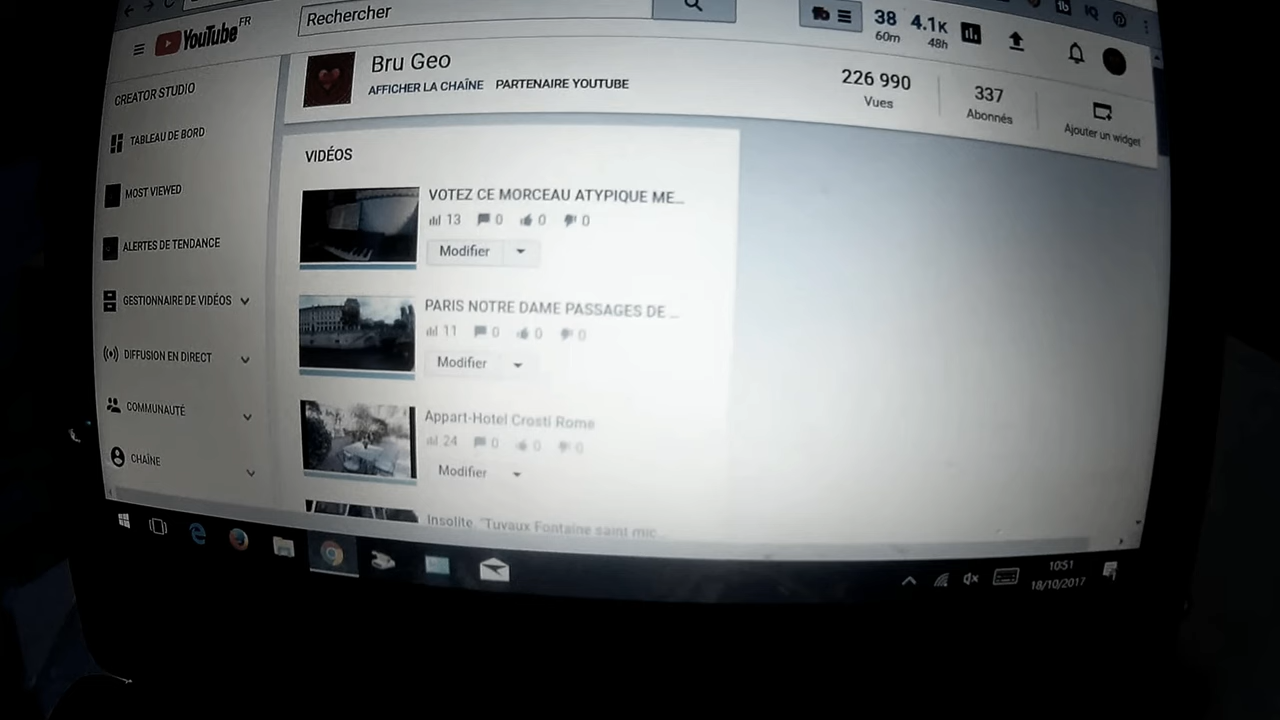 YouTube FR
Rechercher
38
60m
4.1K
48h
CREATOR STUDIO
TABLEAU DE BORD
MOST VIEWED
ALERTES DE TENDANCE
GESTIONNAIRE DE VIDÉOS
DIFFUSION EN DIRECT
COMMUNAUTÉ
CHAÎNE
Bru Geo
AFFICHER LA CHAÎNE PARTENAIRE YOUTUBE
226 990
Vues
337
Abonnés
Ajouter un widget
VIDÉOS
VOTEZ CE MORCEAU ATYPIQUE ME...
13 0 0 0
Modifier
PARIS NOTRE DAME PASSAGES DE ...
11 0 0 0
Modifier
Appart-Hotel Crosti Rome
24 0 0 0
Modifier
Insolite, "Tuyaux Fontaine saint mic...
10:51
18/10/2017